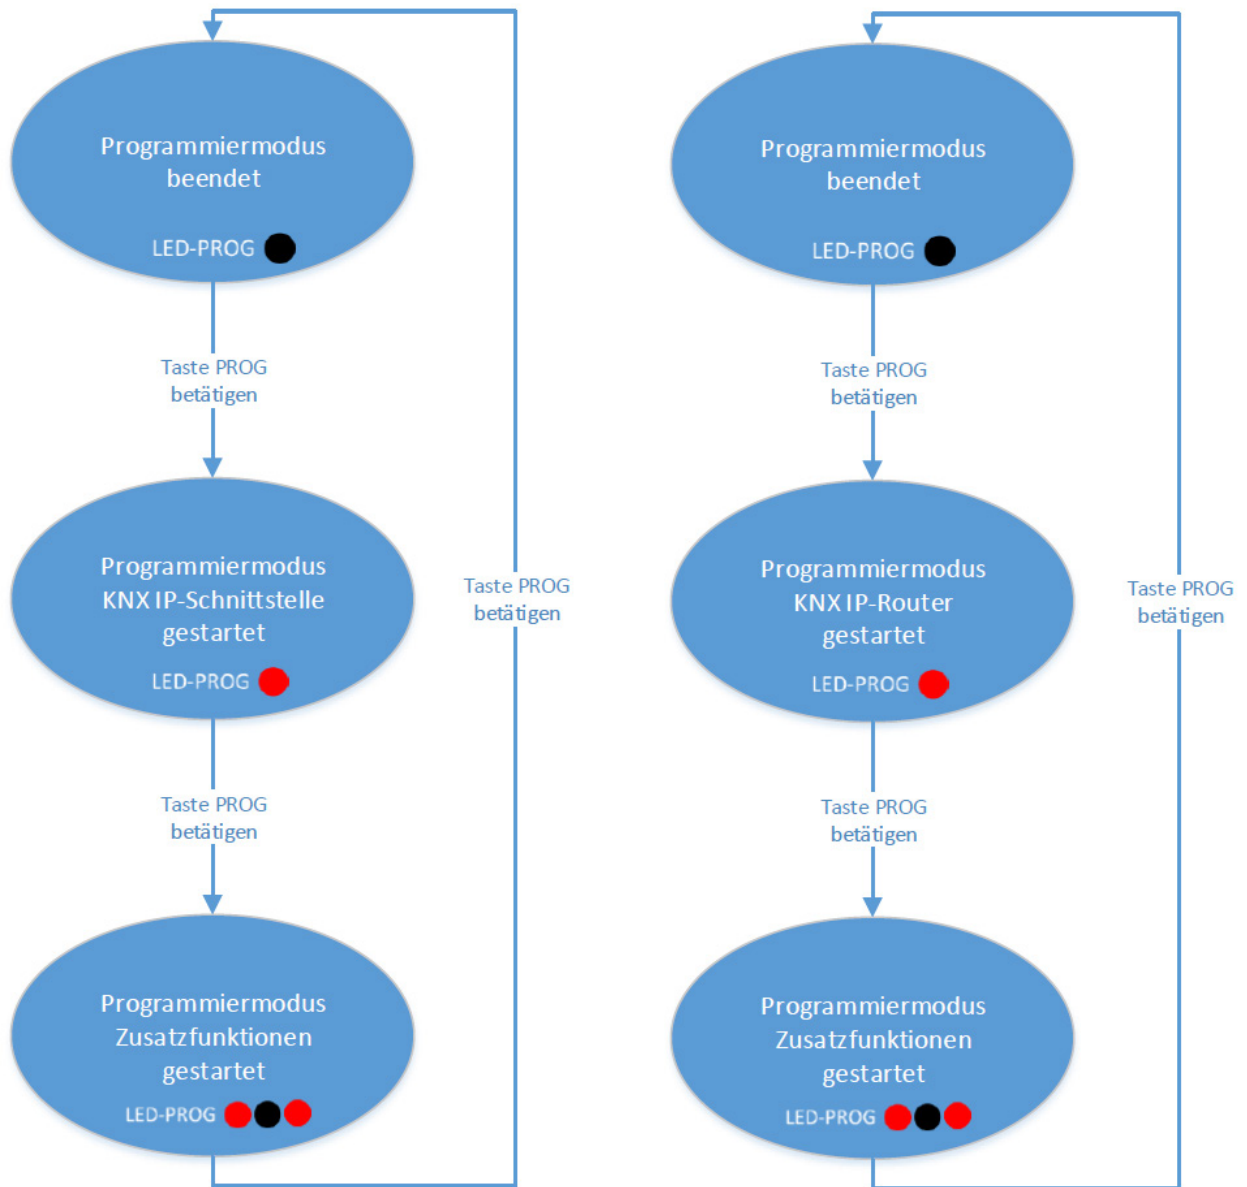 Programmiermodus
beendet
LED-PROG
Taste PROG
betätigen
Programmiermodus
KNX IP-Schnittstelle
gestartet
LED-PROG
Taste PROG
betätigen
Taste PROG
betätigen
Programmiermodus
Zusatzfunktionen
gestartet
LED-PROG
Programmiermodus
beendet
LED-PROG
Taste PROG
betätigen
Programmiermodus
KNX IP-Router
gestartet
LED-PROG
Taste PROG
betätigen
Taste PROG
betätigen
Programmiermodus
Zusatzfunktionen
gestartet
LED-PROG